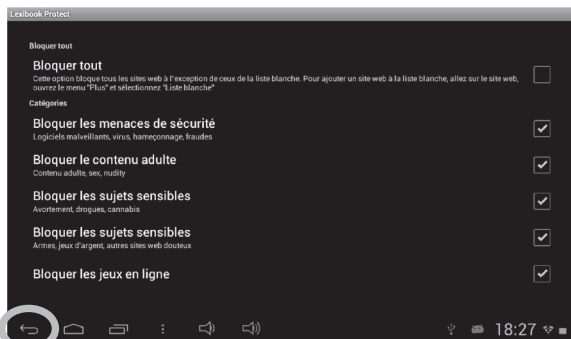 Lexibook Protect
Bloquer tout
Bloquer tout
Cette option bloque tous les sites web à l'exception de ceux de la liste blanche. Pour ajouter un site web à la liste blanche, allez sur le site web,
ouvrez le menu "Plus" et sélectionnez "Liste blanche"
Catégories
Bloquer les menaces de sécurité
Logiciels malveillants, virus, hameçonnage, fraudes
Bloquer le contenu adulte
Contenu adulte, sex, nudity
Bloquer les sujets sensibles
Avortement, drogues, cannabis
Bloquer les sujets sensibles
Armes, jeux d'argent, autres sites web douteux
Bloquer les jeux en ligne
18:27